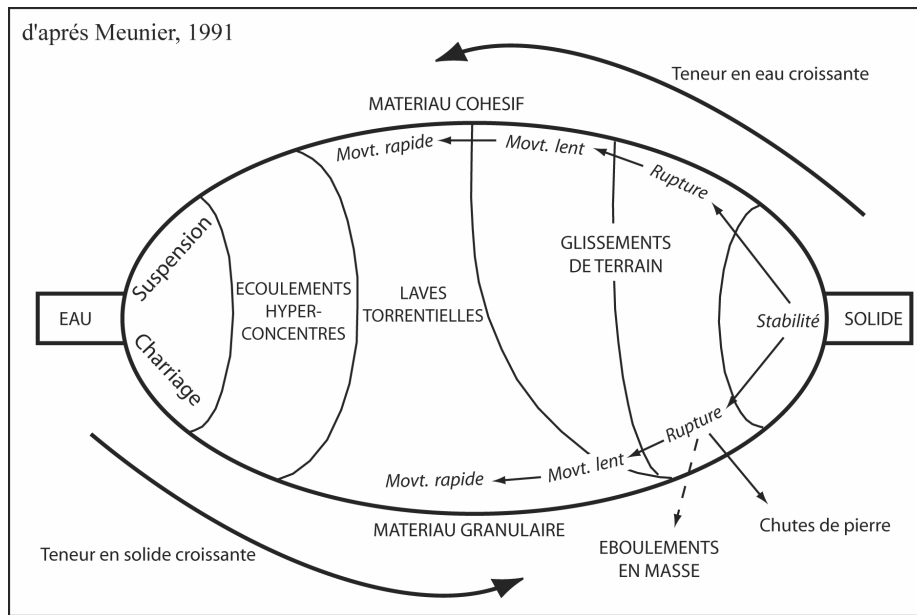 d'aprés Meunier, 1991
Teneur en eau croissante
MATERIAU COHESIF
Movt. rapide
Movt. lent
Rupture
Suspension
GLISSEMENTS
DE TERRAIN
ECOULEMENTS
HYPER-
CONCENTRES
LAVES
TORRENTIELLES
EAU
Stabilité
SOLIDE
Charriage
Rupture
Movt. lent
Movt. rapide
MATERIAU GRANULAIRE
Chutes de pierre
EBOULEMENTS
EN MASSE
Teneur en solide croissante